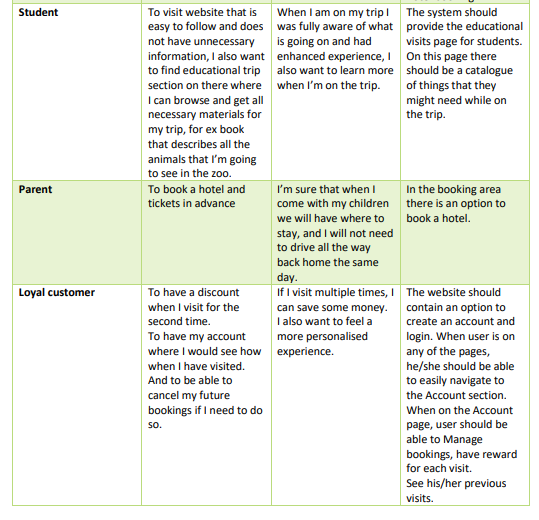 Student
To visit website that is
easy to follow and does
not have unnecessary
information, I also want
to find educational trip
section on there where
I can browse and get all
necessary materials for
my trip, for ex book
that describes all the
animals that I'm going
to see in the zoo.
When I am on my trip I
was fully aware of what
is going on and had
enhanced experience, I
also want to learn more
when I'm on the trip.
The system should
provide the educational
visits page for students.
On this page there
should be a catalogue
of things that they
might need while on
the trip.
Parent
To book a hotel and
tickets in advance
I'm sure that when I
come with my children
we will have where to
stay, and I will not need
to drive all the way
back home the same
day.
In the booking area
there is an option to
book a hotel.
Loyal customer
To have a discount
when I visit for the
second time.
To have my account
where I would see how
when I have visited.
And to be able to
cancel my future
bookings if I need to do
so.
If I visit multiple times, I
can save some money.
I also want to feel a
more personalised
experience.
The website should
contain an option to
create an account and
login. When user is on
any of the pages,
he/she should be able
to easily navigate to
the Account section.
When on the Account
page, user should be
able to Manage
bookings, have reward
for each visit.
See his/her previous
visits.